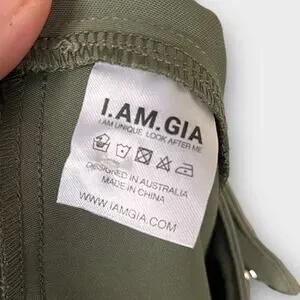 I.AM.GIA
I AM UNIQUE. LOOK AFTER ME.
DESIGNED IN AUSTRALIA
MADE IN CHINA
WWW.IAMGIA.COM